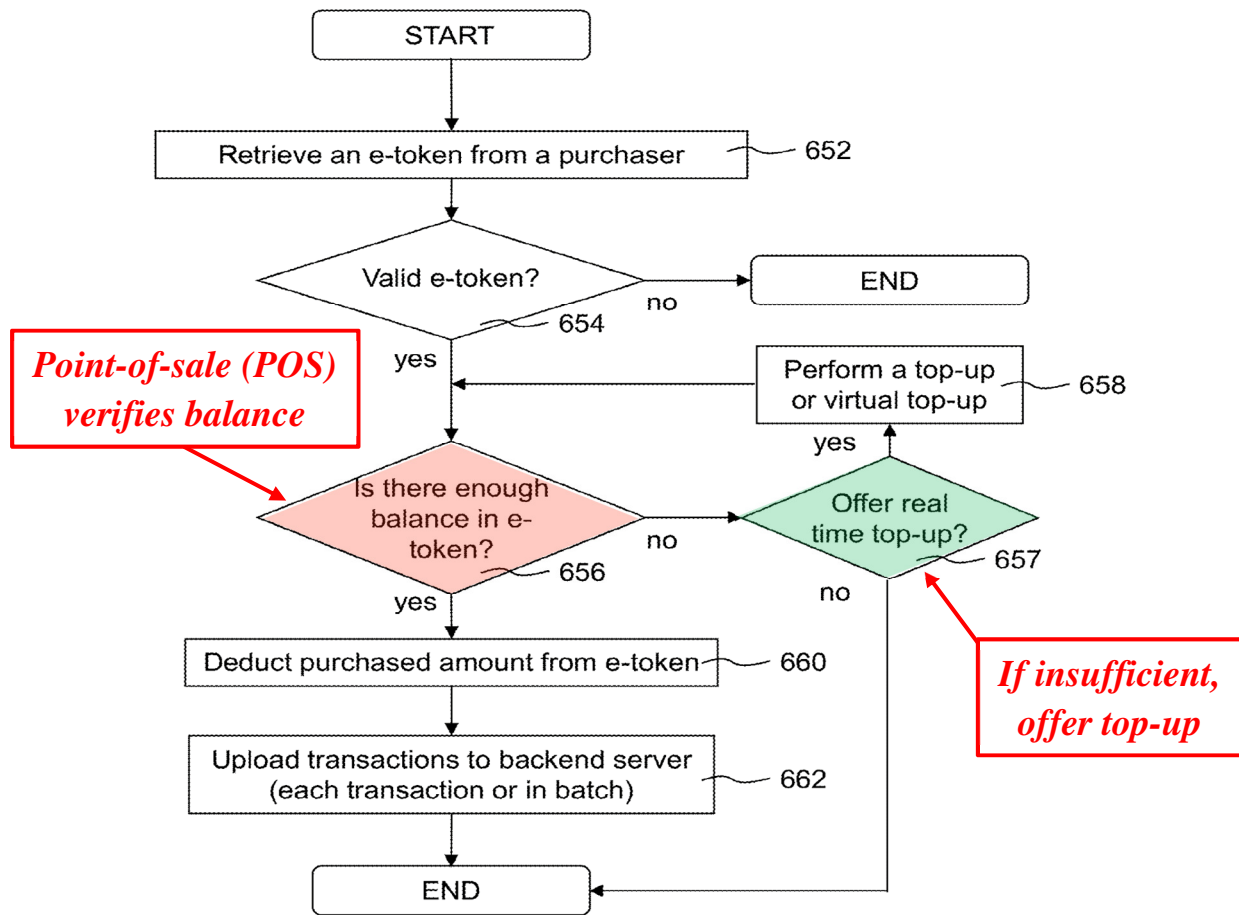 START
Retrieve an e-token from a purchaser
652
Valid e-token?
no
END
654
yes
Point-of-sale (POS)
verifies balance
Perform a top-up
or virtual top-up
658
yes
Is there enough
balance in e-
token?
no
656
Offer real
time top-up?
657
yes
no
Deduct purchased amount from e-token
660
If insufficient,
offer top-up
Upload transactions to backend server
(each transaction or in batch)
662
END